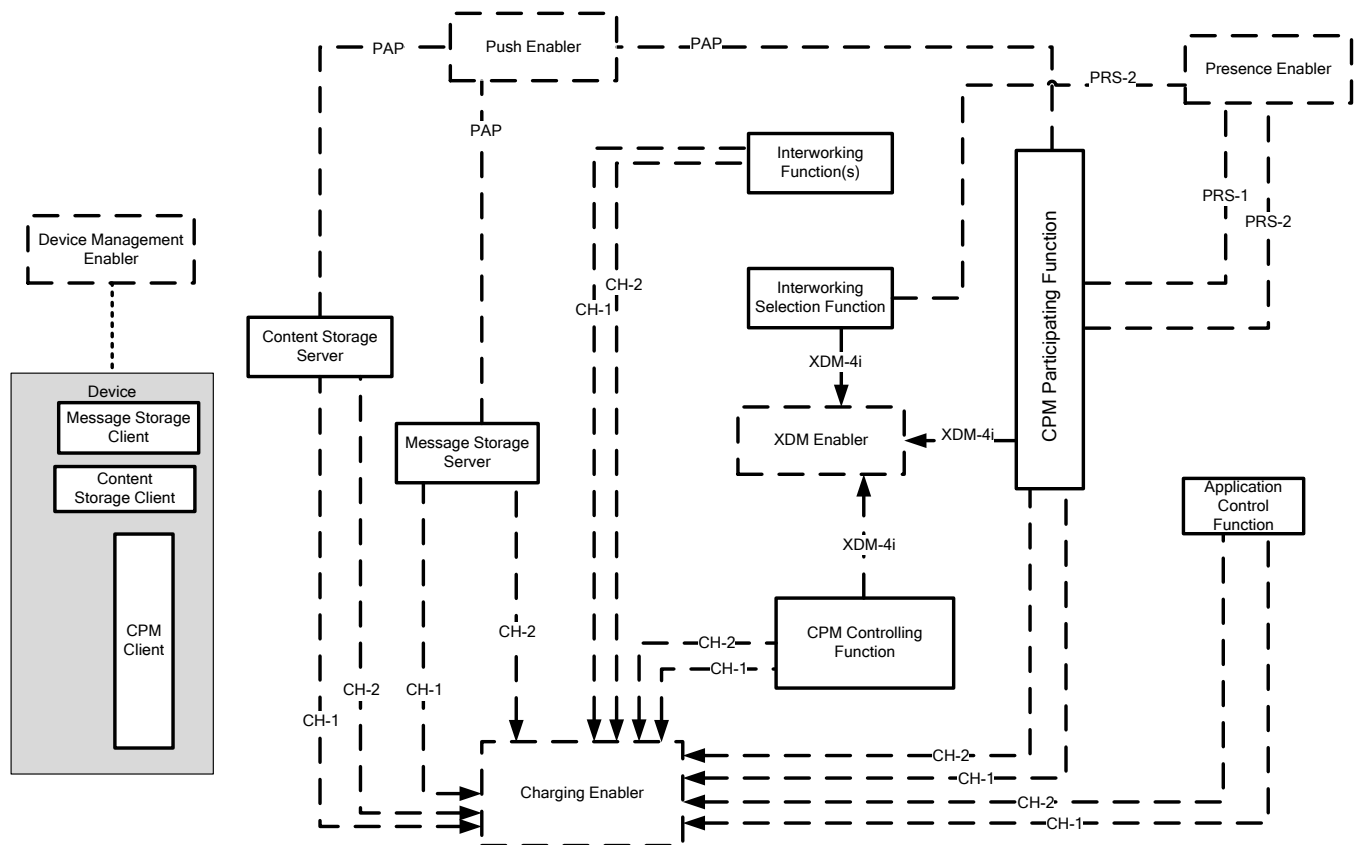 PAP
Push Enabler
PAP
Presence Enabler
PRS-2
PAP
Interworking
Function(s)
PRS-1
PRS-2
Device Management
Enabler
CPM Participating Function
CH-2
CH-1
Interworking
Selection Function
Content Storage
Server
XDM-4i
Device
Message Storage
Client
Message Storage
Server
XDM Enabler
XDM-4i
Content
Storage Client
Application
Control
Function
XDM-4i
CPM
Client
CH-2
CPM Controlling
Function
CH-2
CH-1
CH-2
CH-1
CH-1
CH-2
CH-1
Charging Enabler
CH-2
CH-1